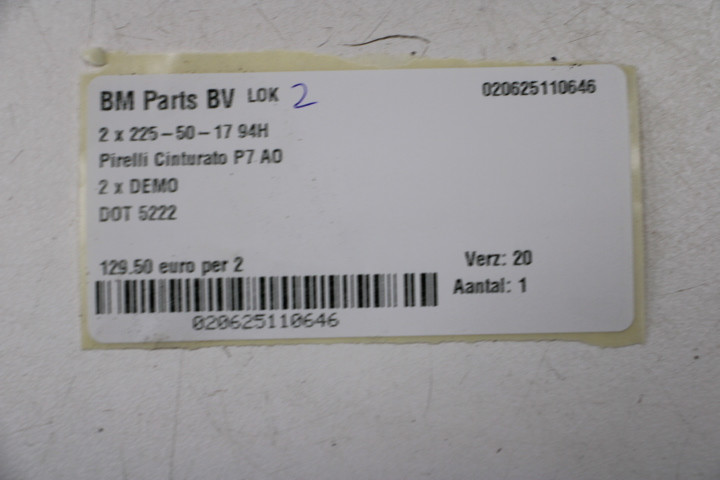 BM Parts BV LOK 2 020625110646
2 x 225-50-17 94H
Pirelli Cinturato P7 AO
2 x DEMO
DOT 5222
129.50 euro per 2 Verz: 20
Aantal: 1
020625110646